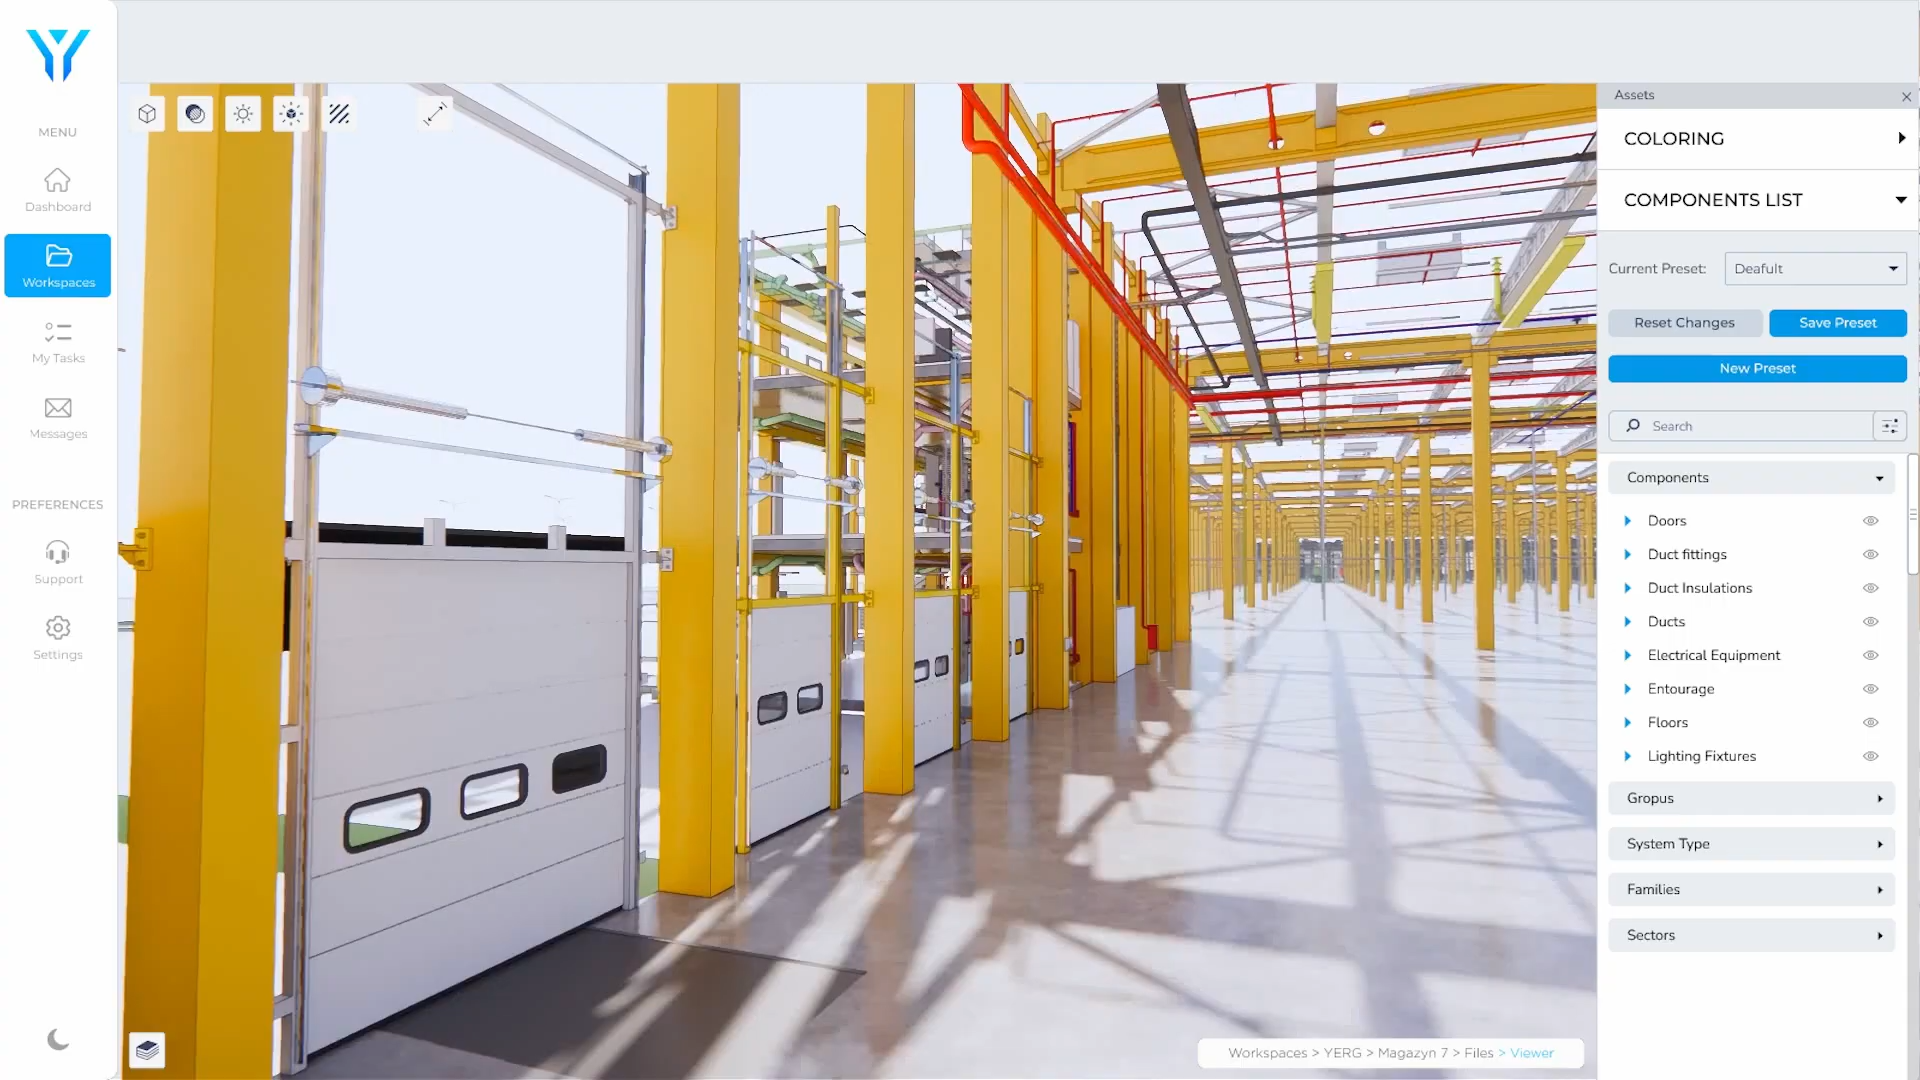 MENU
Dashboard
Workspaces
My Tasks
Messages
PREFERENCES
Support
Settings
Assets
COLORING
COMPONENTS LIST
Current Preset: Deafult
Reset Changes Save Preset
New Preset
Search
Components
Doors
Duct fittings
Duct Insulations
Ducts
Electrical Equipment
Entourage
Floors
Lighting Fixtures
Gropus
System Type
Families
Sectors
Workspaces > YERG > Magazyn 7 > Files > Viewer